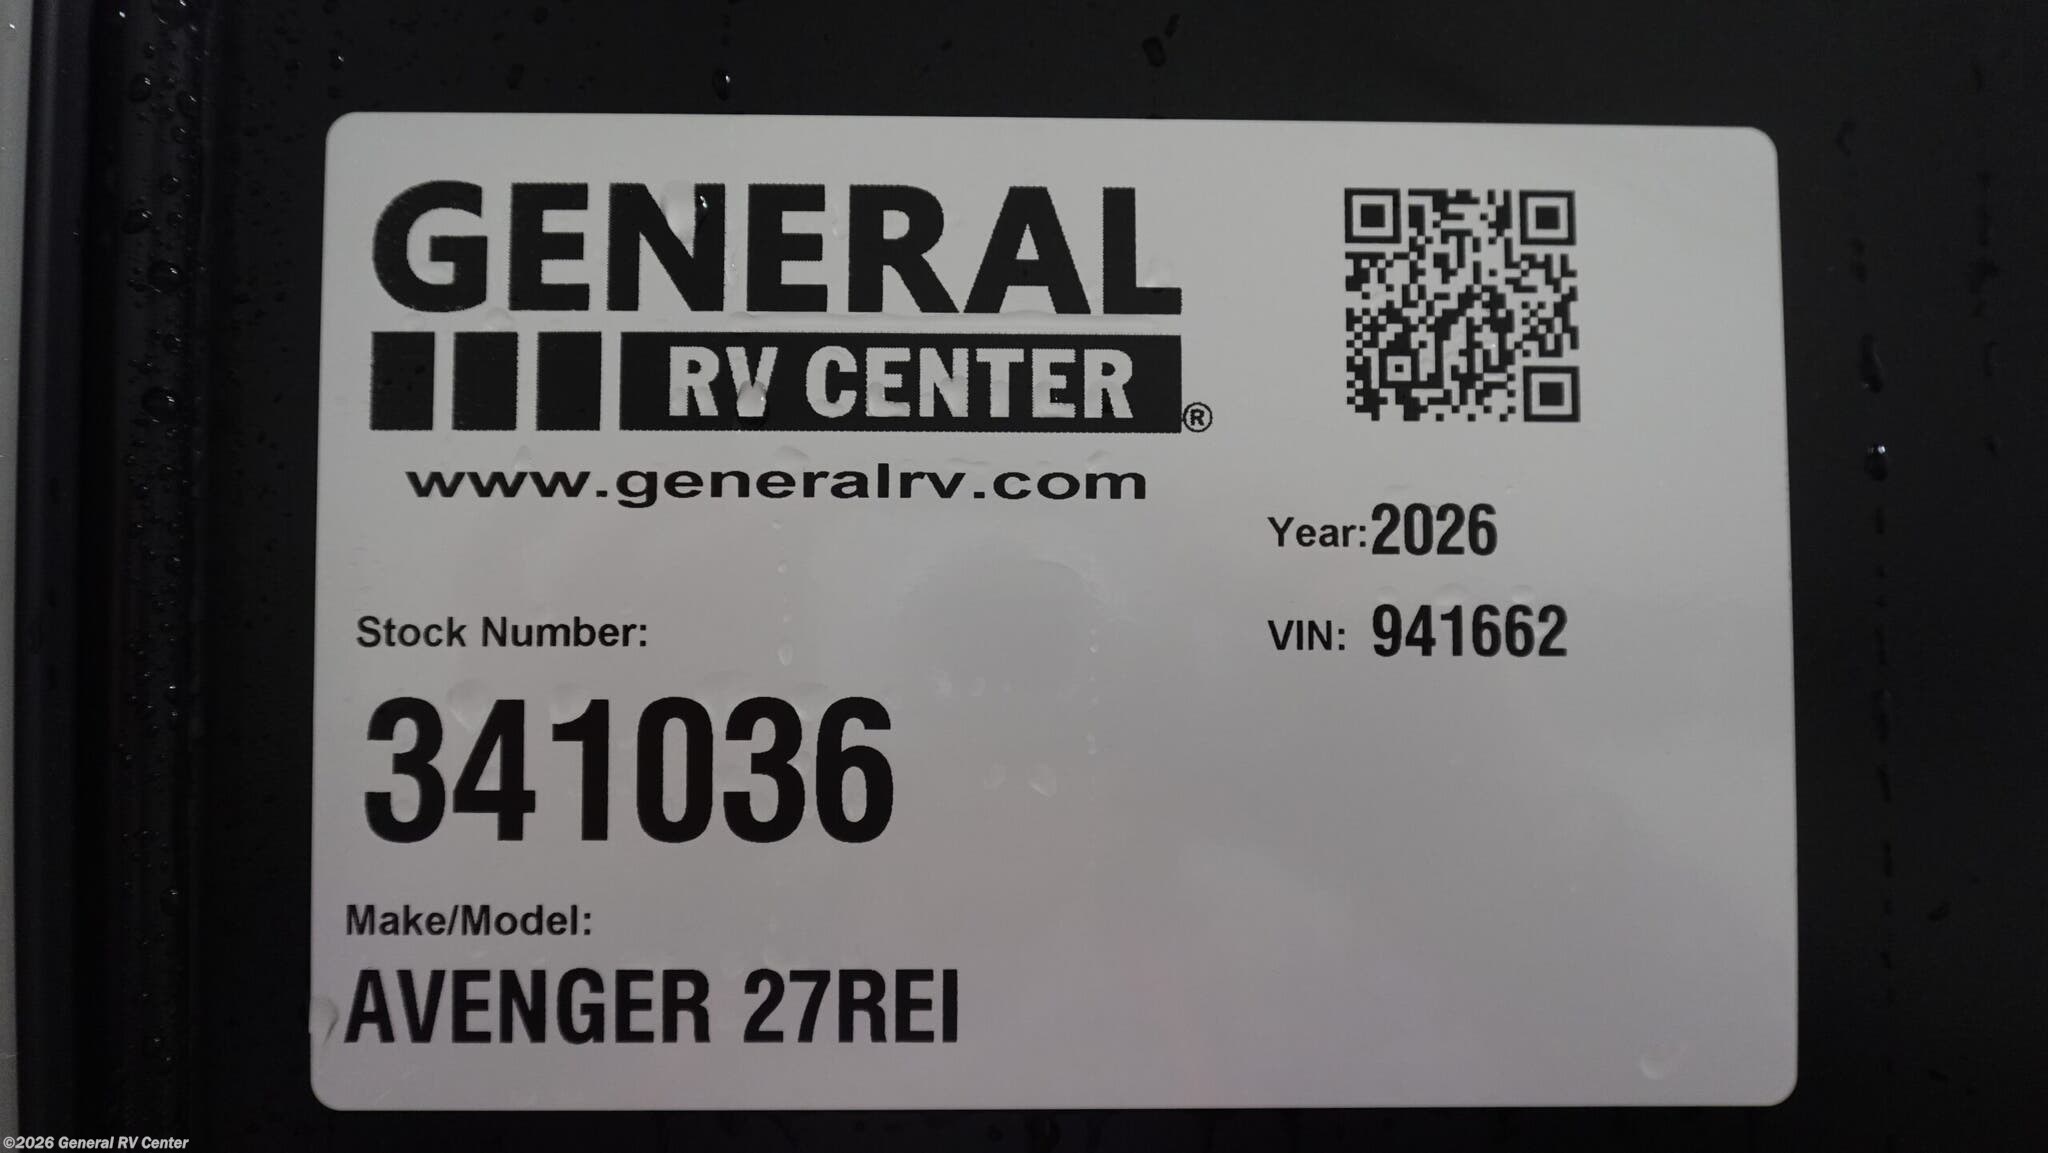 GENERAL
RV CENTER®
www.generalrv.com
Year: 2026
VIN: 941662
Stock Number:
341036
Make/Model:
AVENGER 27REI
©2026 General RV Center